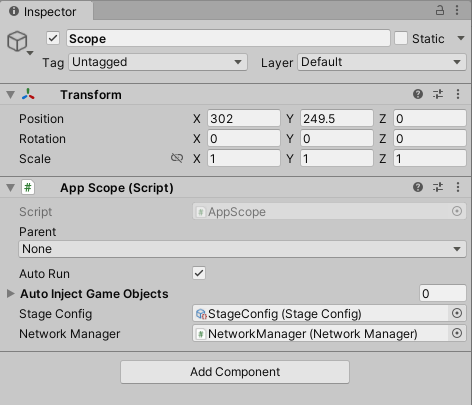 Inspector
Scope Static
Tag Untagged Layer Default
Transform
Position X 302 Y 249.5 Z 0
Rotation X 0 Y 0 Z 0
Scale X 1 Y 1 Z 1
# App Scope (Script)
Script # AppScope
Parent
None
Auto Run
Auto Inject Game Objects 0
Stage Config StageConfig (Stage Config)
Network Manager # NetworkManager (Network Manager)
Add Component